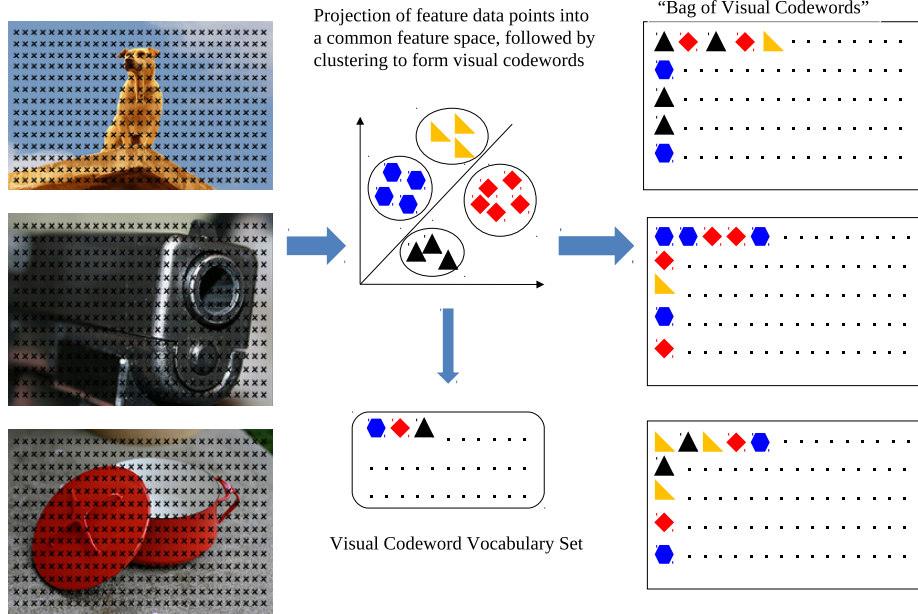 Projection of feature data points into
a common feature space, followed by
clustering to form visual codewords
“Bag of Visual Codewords”
Visual Codeword Vocabulary Set